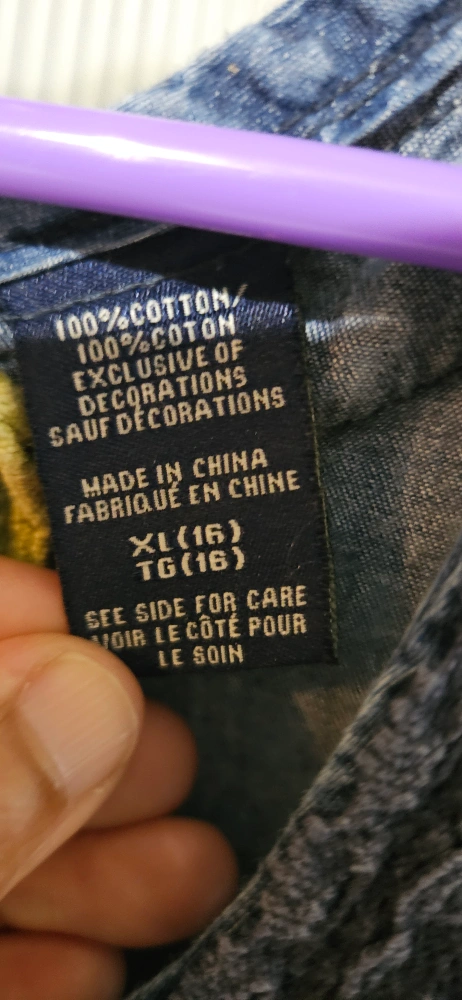 100%COTTON/
100%COTON
EXCLUSIVE OF
DECORATIONS
SAUF DÉCORATIONS
MADE IN CHINA
FABRIQUÉ EN CHINE
XL(16)
TG(16)
SEE SIDE FOR CARE
VOIR LE CÔTÉ POUR
LE SOIN